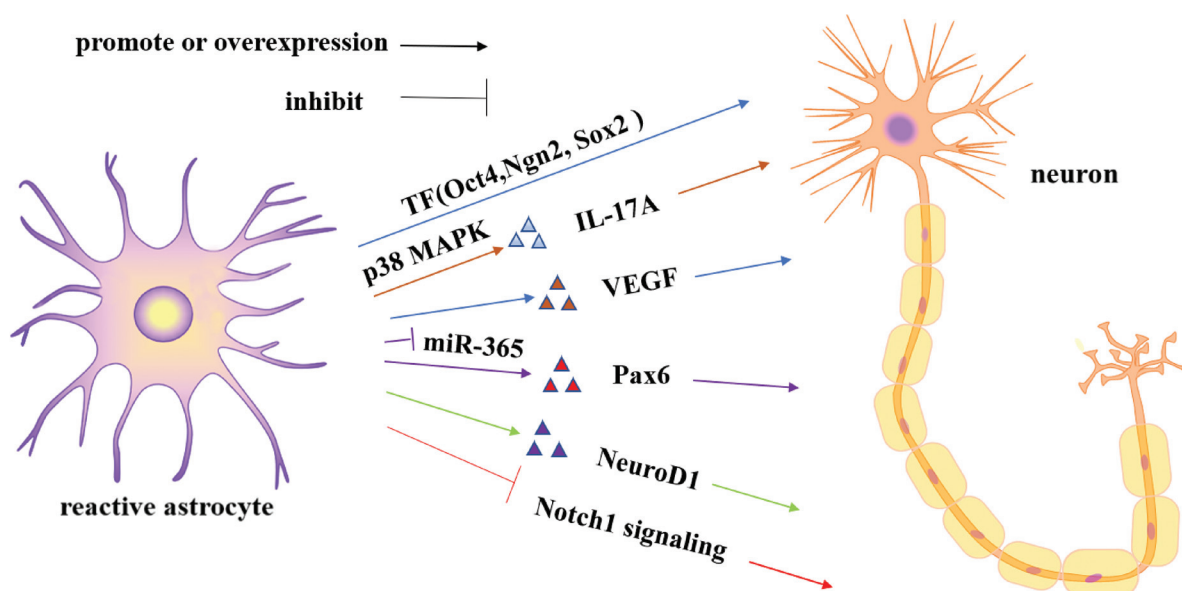 promote or overexpression
inhibit
TF(Oct4,Ngn2, Sox2 )
p38 MAPK
IL-17A
neuron
VEGF
miR-365
Pax6
NeuroD1
reactive astrocyte
Notch1 signaling